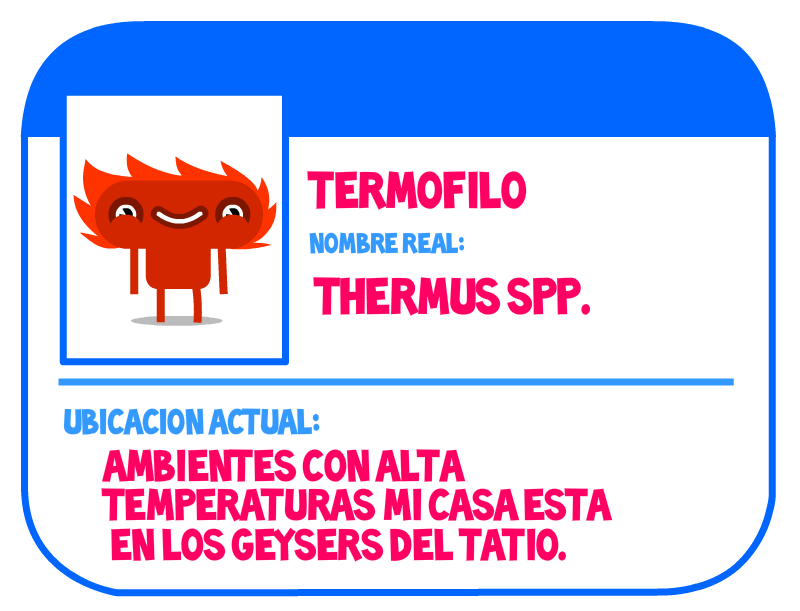 TERMOFILO
NOMBRE REAL:
THERMUS SPP.
UBICACION ACTUAL:
AMBIENTES CON ALTA
TEMPERATURAS MI CASA ESTA
EN LOS GEYSERS DEL TATIO.